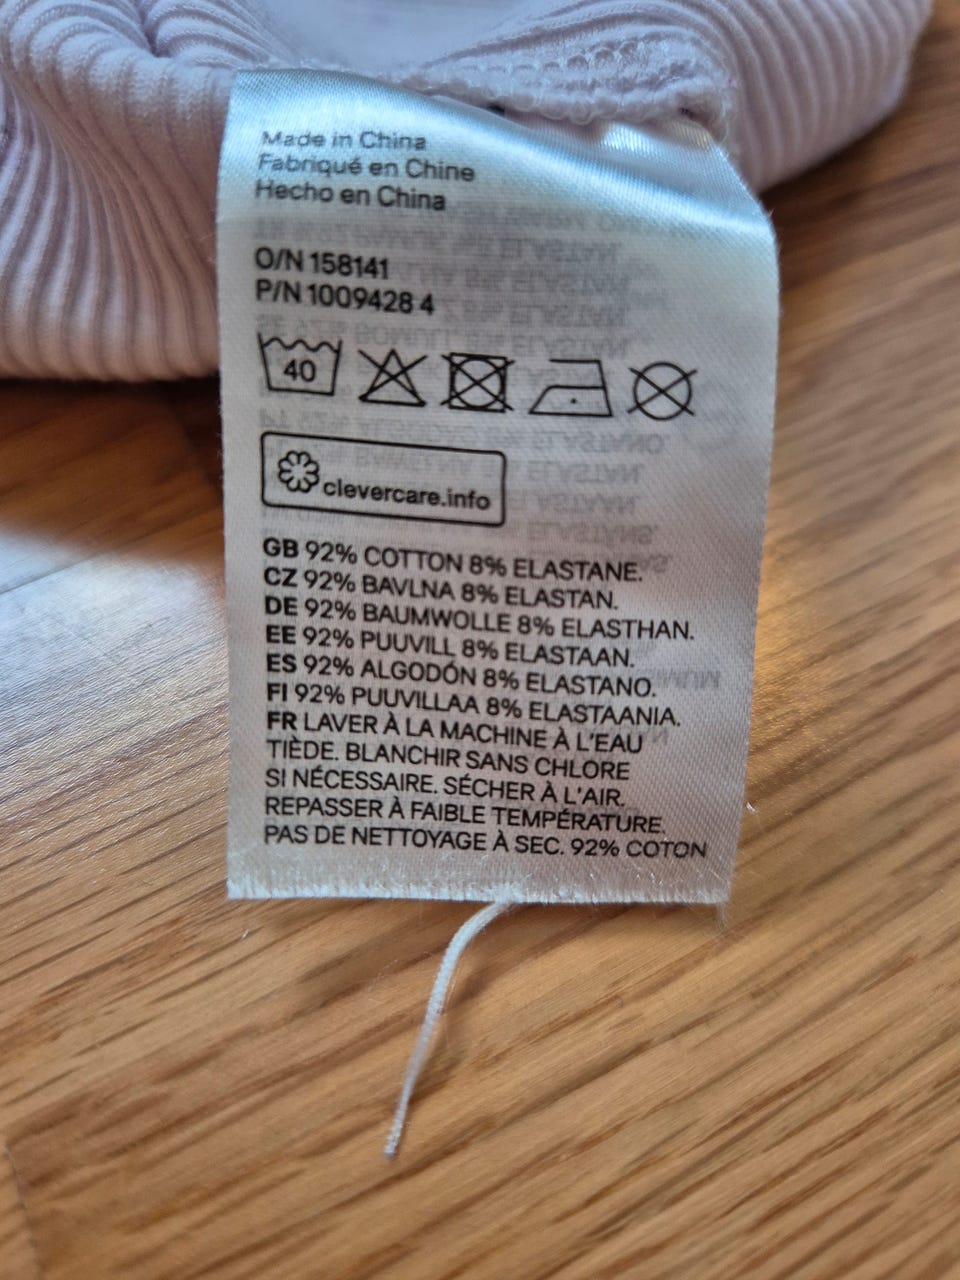 Made in China
Fabriqué en Chine
Hecho en China
O/N 158141
P/N 1009428 4
40
clevercare.info
GB 92% COTTON 8% ELASTANE.
CZ 92% BAVLNA 8% ELASTAN.
DE 92% BAUMWOLLE 8% ELASTHAN.
EE 92% PUUVILL 8% ELASTAAN.
ES 92% ALGODÓN 8% ELASTANO.
FI 92% PUUVILLAA 8% ELASTAANIA.
FR LAVER À LA MACHINE À L'EAU
TIÈDE. BLANCHIR SANS CHLORE
SI NÉCESSAIRE. SÉCHER À L'AIR.
REPASSER À FAIBLE TEMPÉRATURE.
PAS DE NETTOYAGE À SEC. 92% COTON